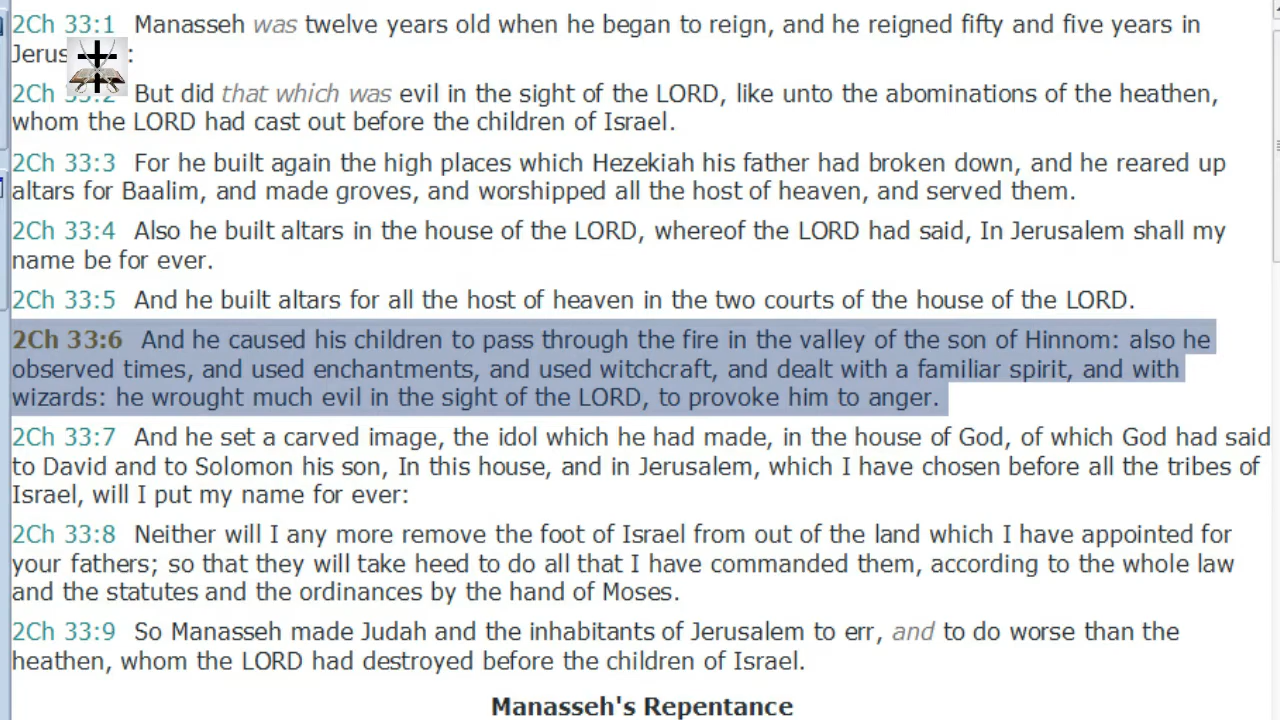 2Ch 33:1 Manasseh was twelve years old when he began to reign, and he reigned fifty and five years in
:
2Ch But did that which was evil in the sight of the LORD, like unto the abominations of the heathen,
whom the LORD had cast out before the children of Israel.
2Ch 33:3 For he built again the high places which Hezekiah his father had broken down, and he reared up
altars for Baalim, and made groves, and worshipped all the host of heaven, and served them.
2Ch 33:4 Also he built altars in the house of the LORD, whereof the LORD had said, In Jerusalem shall my
name be for ever.
2Ch 33:5 And he built altars for all the host of heaven in the two courts of the house of the LORD.
2Ch 33:6 And he caused his children to pass through the fire in the valley of the son of Hinnom: also he
observed times, and used enchantments, and used witchcraft, and dealt with a familiar spirit, and with
wizards: he wrought much evil in the sight of the LORD, to provoke him to anger.
2Ch 33:7 And he set a carved image, the idol which he had made, in the house of God, of which God had said
to David and to Solomon his son, In this house, and in Jerusalem, which I have chosen before all the tribes of
Israel, will I put my name for ever:
2Ch 33:8 Neither will I any more remove the foot of Israel from out of the land which I have appointed for
your fathers; so that they will take heed to do all that I have commanded them, according to the whole law
and the statutes and the ordinances by the hand of Moses.
2Ch 33:9 So Manasseh made Judah and the inhabitants of Jerusalem to err, and to do worse than the
heathen, whom the LORD had destroyed before the children of Israel.
Manasseh's Repentance